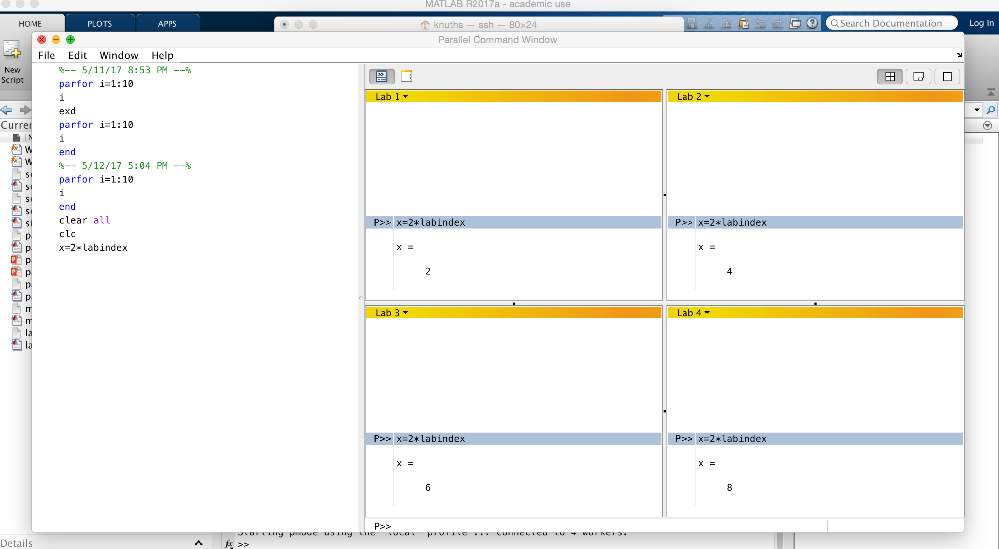 MATLAB R2017a - academic use
HOME PLOTS APPS
knuths — ssh — 80×24
Search Documentation Log In
Parallel Command Window
File Edit Window Help
New
Script
%-- 5/11/17 8:53 PM --%
parfor i=1:10
i
exd
parfor i=1:10
i
end
%-- 5/12/17 5:04 PM --%
parfor i=1:10
i
end
clear all
clc
x=2*labindex
Lab 1
P>> x=2*labindex
x =
2
Lab 2
P>> x=2*labindex
x =
4
Lab 3
P>> x=2*labindex
x =
6
Lab 4
P>> x=2*labindex
x =
8
P>>
Starting pmode using the 'local' profile ... connected to 4 workers.
Details
fx >>